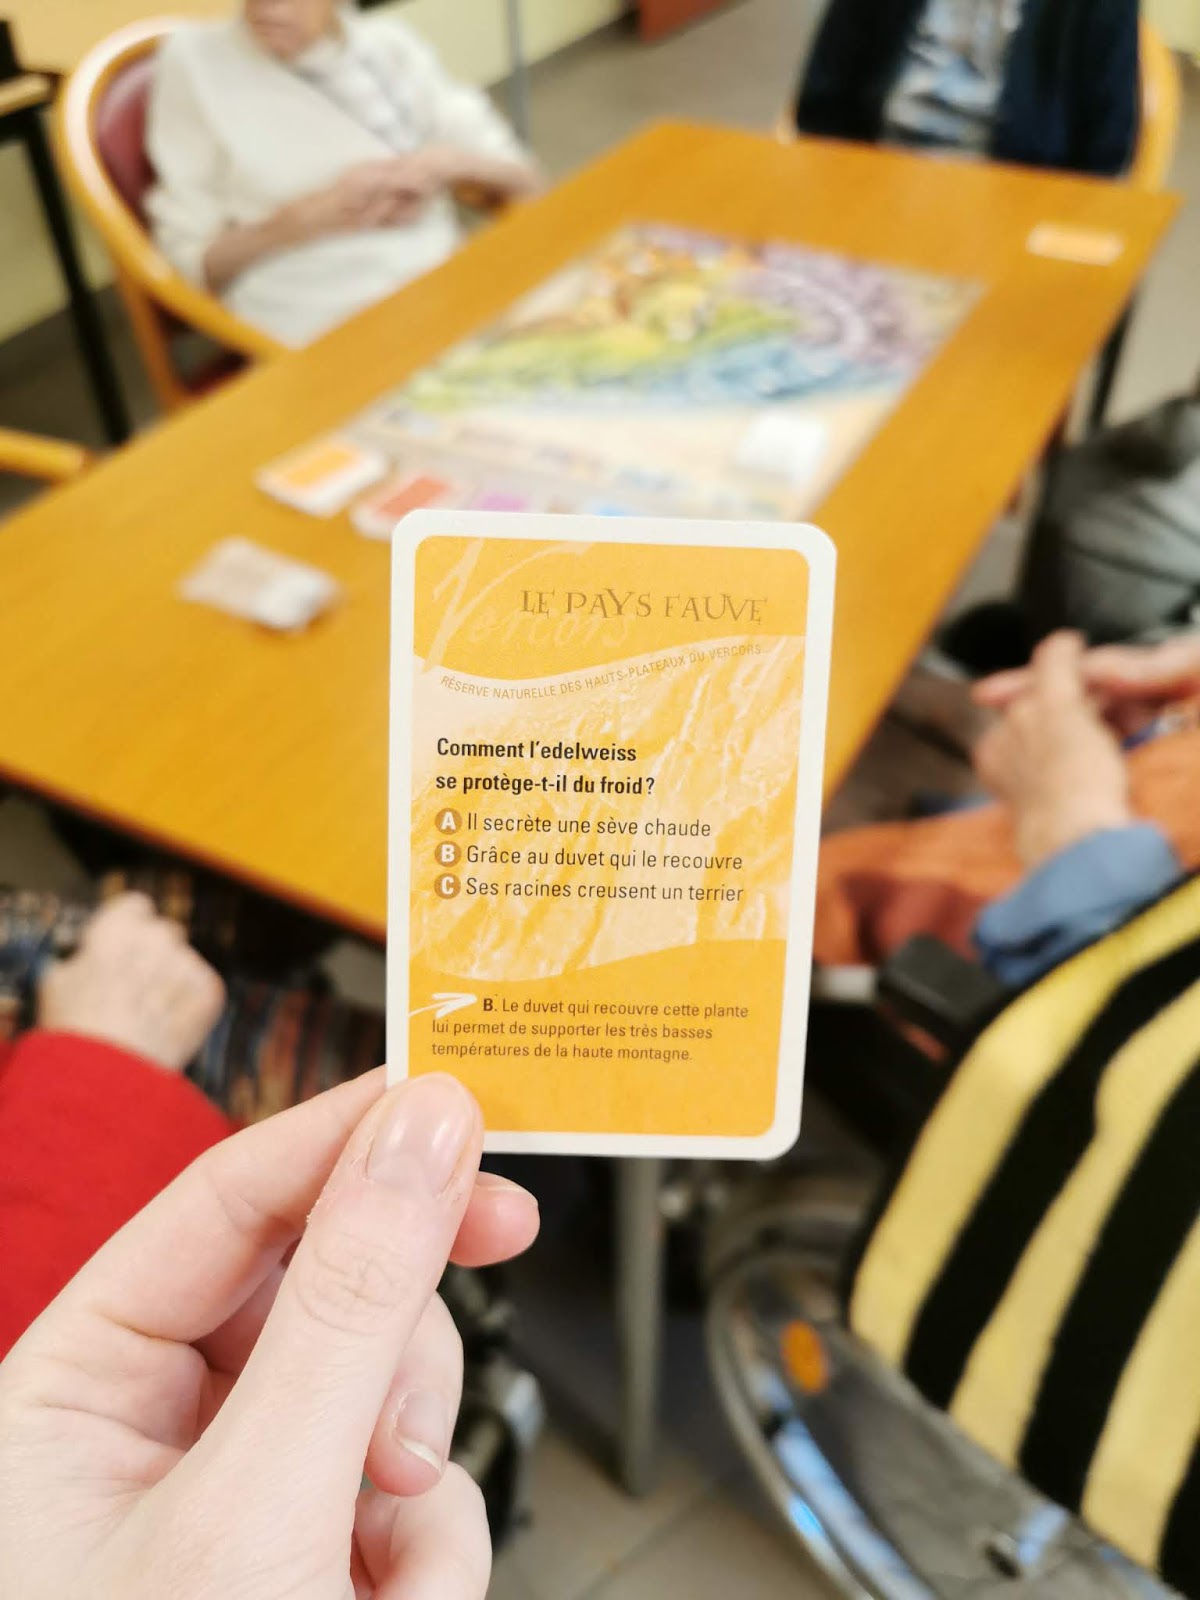 Vercors
LE PAYS FAUVE
RÉSERVE NATURELLE DES HAUTS-PLATEAUX DU VERCORS
Comment l'edelweiss
se protège-t-il du froid ?
A Il secrète une sève chaude
B Grâce au duvet qui le recouvre
C Ses racines creusent un terrier
B. Le duvet qui recouvre cette plante
lui permet de supporter les très basses
températures de la haute montagne.